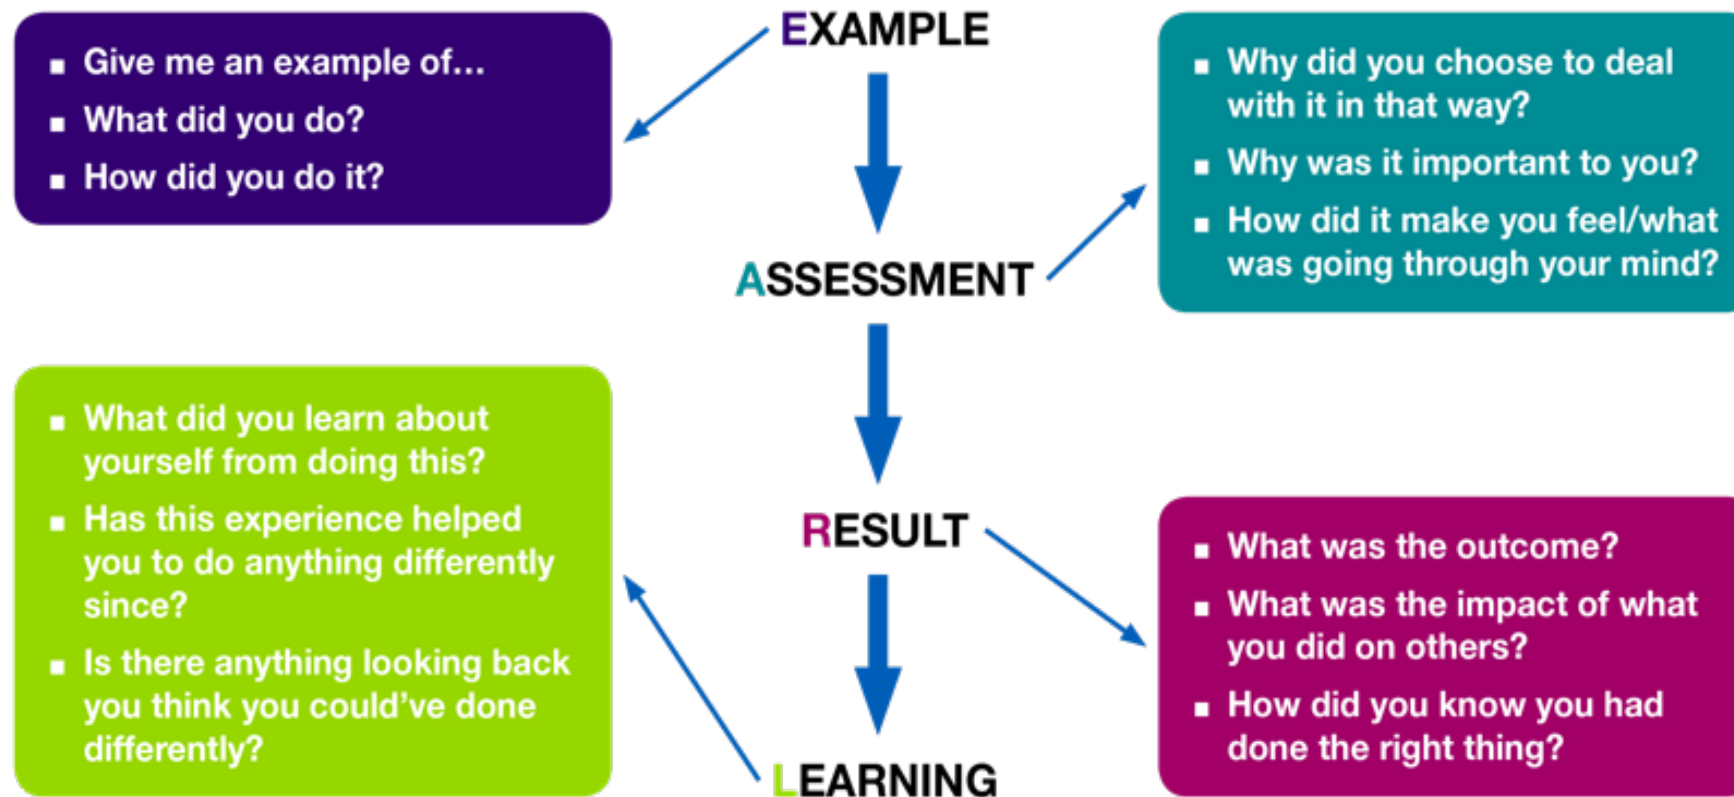 EXAMPLE
▪ Give me an example of...
▪ What did you do?
▪ How did you do it?
ASSESSMENT
▪ Why did you choose to deal
with it in that way?
▪ Why was it important to you?
▪ How did it make you feel/what
was going through your mind?
RESULT
▪ What was the outcome?
▪ What was the impact of what
you did on others?
▪ How did you know you had
done the right thing?
LEARNING
▪ What did you learn about
yourself from doing this?
▪ Has this experience helped
you to do anything differently
since?
▪ Is there anything looking back
you think you could've done
differently?